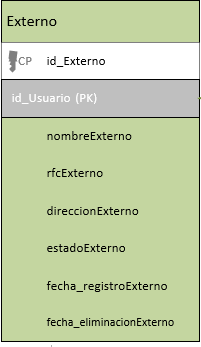 Externo
CP id_Externo
id_Usuario (PK)
nombreExterno
rfcExterno
direccionExterno
estadoExterno
fecha_registroExterno
fecha_eliminacionExterno